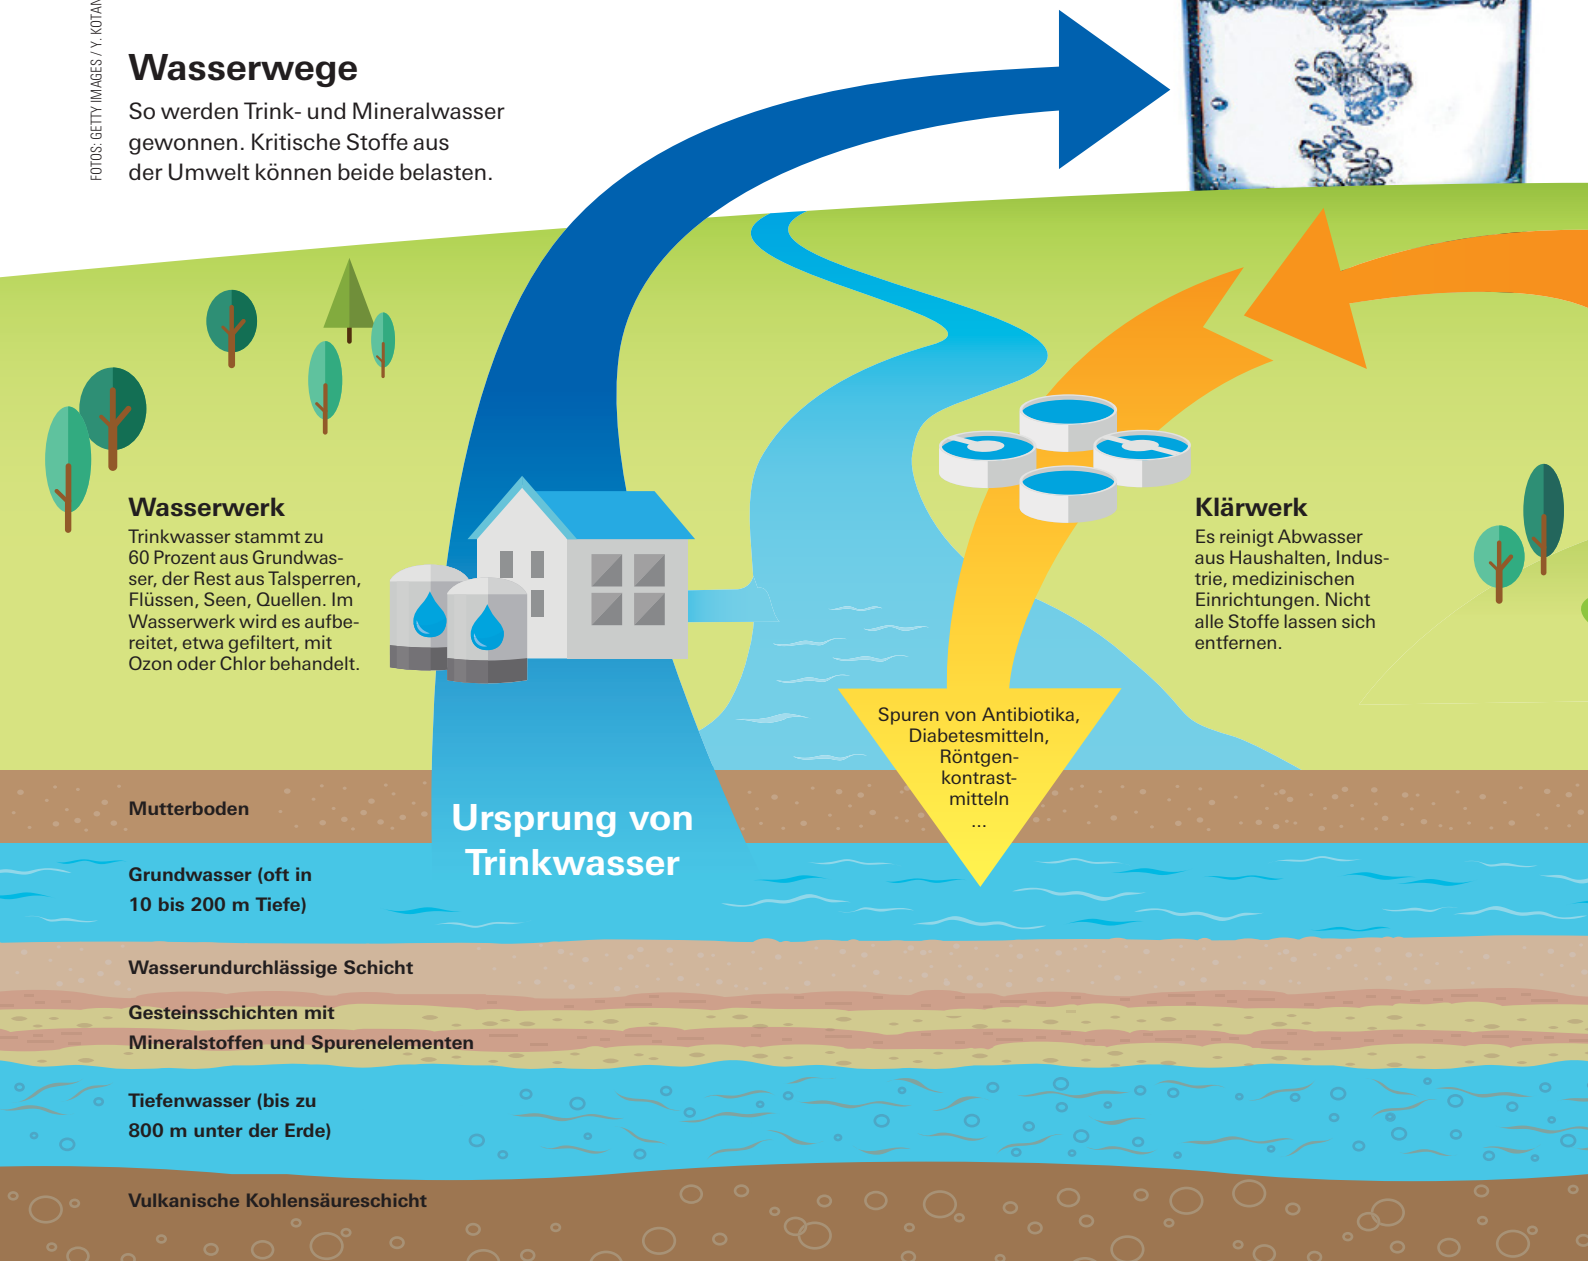 FOTOS: GETTY IMAGES / Y. KOTAN
Wasserwege
So werden Trink- und Mineralwasser
gewonnen. Kritische Stoffe aus
der Umwelt können beide belasten.
Wasserwerk
Trinkwasser stammt zu
60 Prozent aus Grundwas-
ser, der Rest aus Talsperren,
Flüssen, Seen, Quellen. Im
Wasserwerk wird es aufbe-
reitet, etwa gefiltert, mit
Ozon oder Chlor behandelt.
Klärwerk
Es reinigt Abwasser
aus Haushalten, Indus-
trie, medizinischen
Einrichtungen. Nicht
alle Stoffe lassen sich
entfernen.
Spuren von Antibiotika,
Diabetesmitteln,
Röntgen-
kontrast-
mitteln
...
Ursprung von
Trinkwasser
Mutterboden
Grundwasser (oft in
10 bis 200 m Tiefe)
Wasserundurchlässige Schicht
Gesteinsschichten mit
Mineralstoffen und Spurenelementen
Tiefenwasser (bis zu
800 m unter der Erde)
Vulkanische Kohlensäureschicht